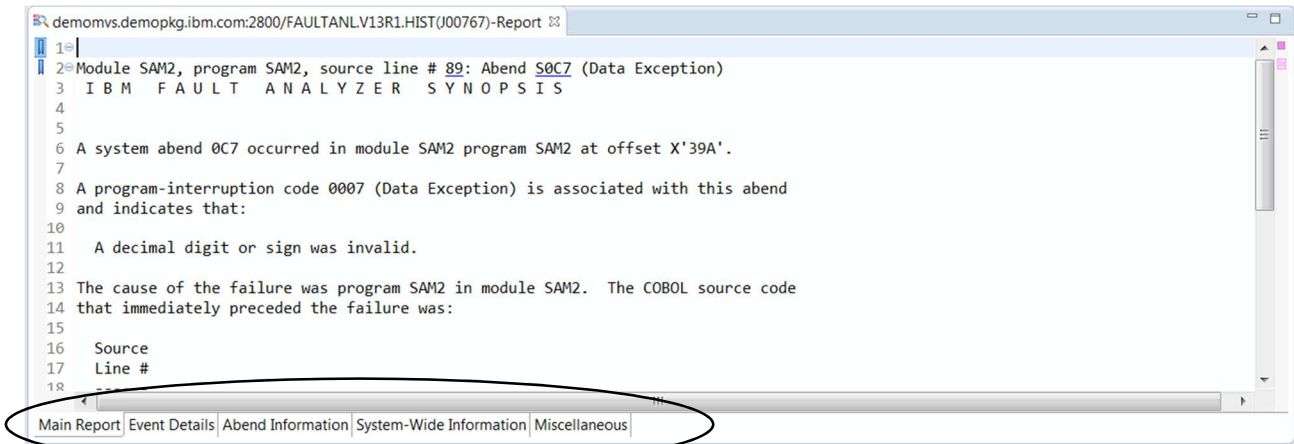 demomvs.demopkg.ibm.com:2800/FAULTANL.V13R1.HIST(J00767)-Report
1
2 Module SAM2, program SAM2, source line # 89: Abend S0C7 (Data Exception)
3 I B M   F A U L T   A N A L Y Z E R   S Y N O P S I S
4
5
6 A system abend 0C7 occurred in module SAM2 program SAM2 at offset X'39A'.
7
8 A program-interruption code 0007 (Data Exception) is associated with this abend
9 and indicates that:
10
11 A decimal digit or sign was invalid.
12
13 The cause of the failure was program SAM2 in module SAM2.  The COBOL source code
14 that immediately preceded the failure was:
15
16 Source
17 Line #
18 ------
Main Report Event Details Abend Information System-Wide Information Miscellaneous